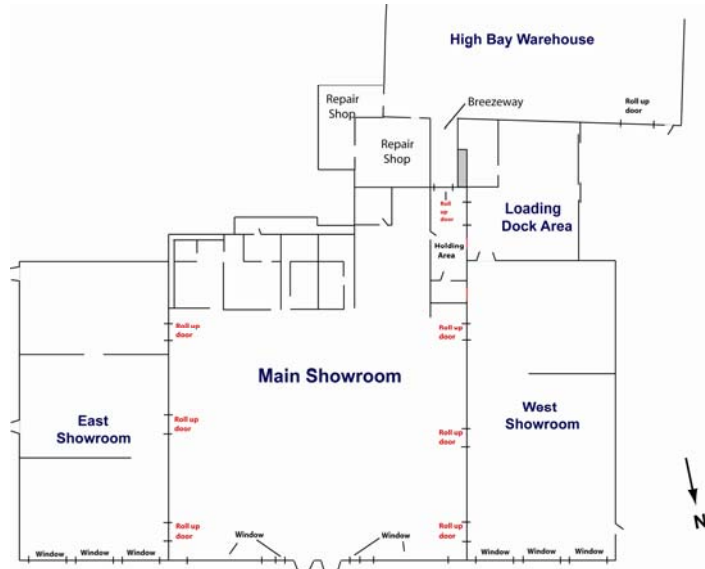 High Bay Warehouse
Repair
Shop
Breezeway
Roll up
door
Repair
Shop
Roll
up
door
Loading
Dock Area
Holding
Area
Roll up
door
Roll up
door
Main Showroom
East
Showroom
Roll up
door
Roll up
door
West
Showroom
N
Roll up
door
Roll up
door
Window
Window
Window
Window
Window
Window
Window
Window